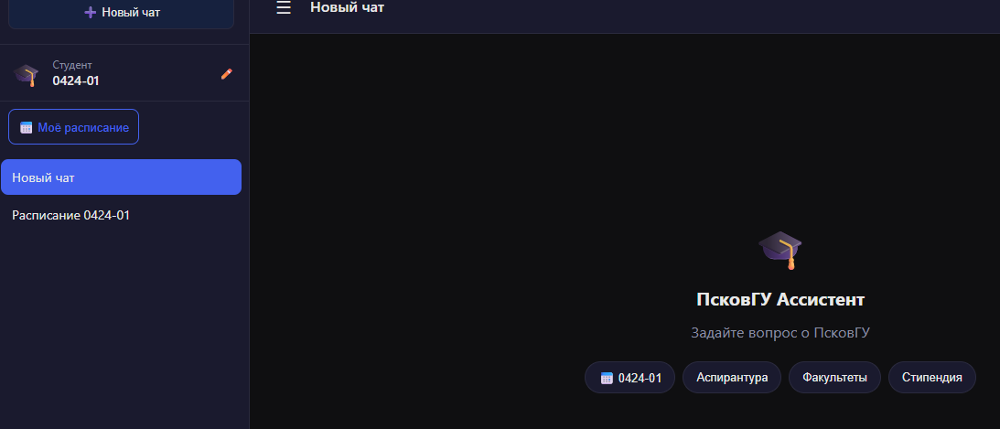 Новый чат
Студент
0424-01
Моё расписание
Новый чат
Расписание 0424-01
Новый чат
ПсковГУ Ассистент
Задайте вопрос о ПсковГУ
0424-01
Аспирантура
Факультеты
Стипендия